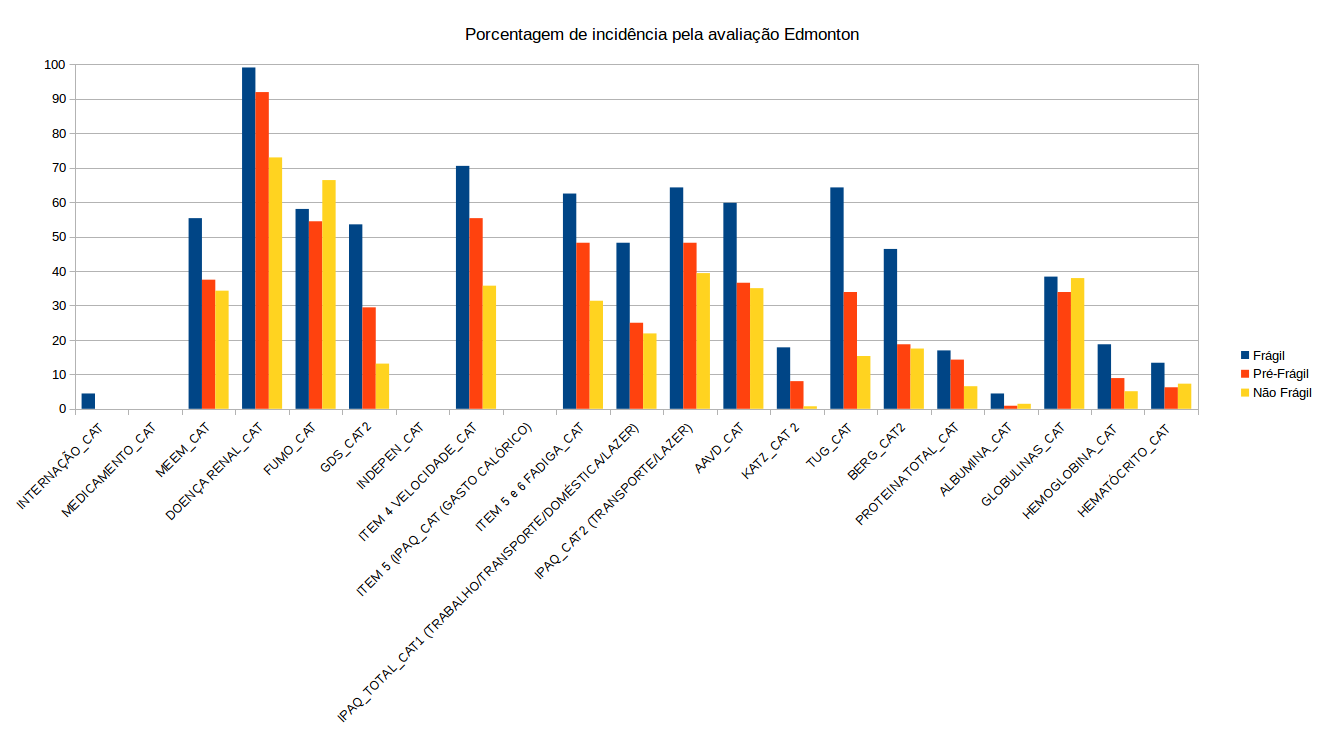 Porcentagem de incidência pela avaliação Edmonton
100
90
80
70
60
50
40
30
20
10
0
INTERNAÇÃO_CAT
MEDICAMENTO_CAT
MEEM_CAT
DOENÇA RENAL_CAT
FUMO_CAT
GDS_CAT2
INDEPEN_CAT
ITEM 4 VELOCIDADE_CAT
ITEM 5 (IPAQ_CAT (GASTO CALÓRICO)
ITEM 5 e 6 FADIGA_CAT
IPAQ_TOTAL_CAT1 (TRABALHO/TRANSPORTE/DOMÉSTICA/LAZER)
IPAQ_CAT2 (TRANSPORTE/LAZER)
AAVD_CAT
KATZ_CAT 2
TUG_CAT
BERG_CAT2
PROTEINA TOTAL_CAT
ALBUMINA_CAT
GLOBULINAS_CAT
HEMOGLOBINA_CAT
HEMATÓCRITO_CAT
Frágil
Pré-Frágil
Não Frágil